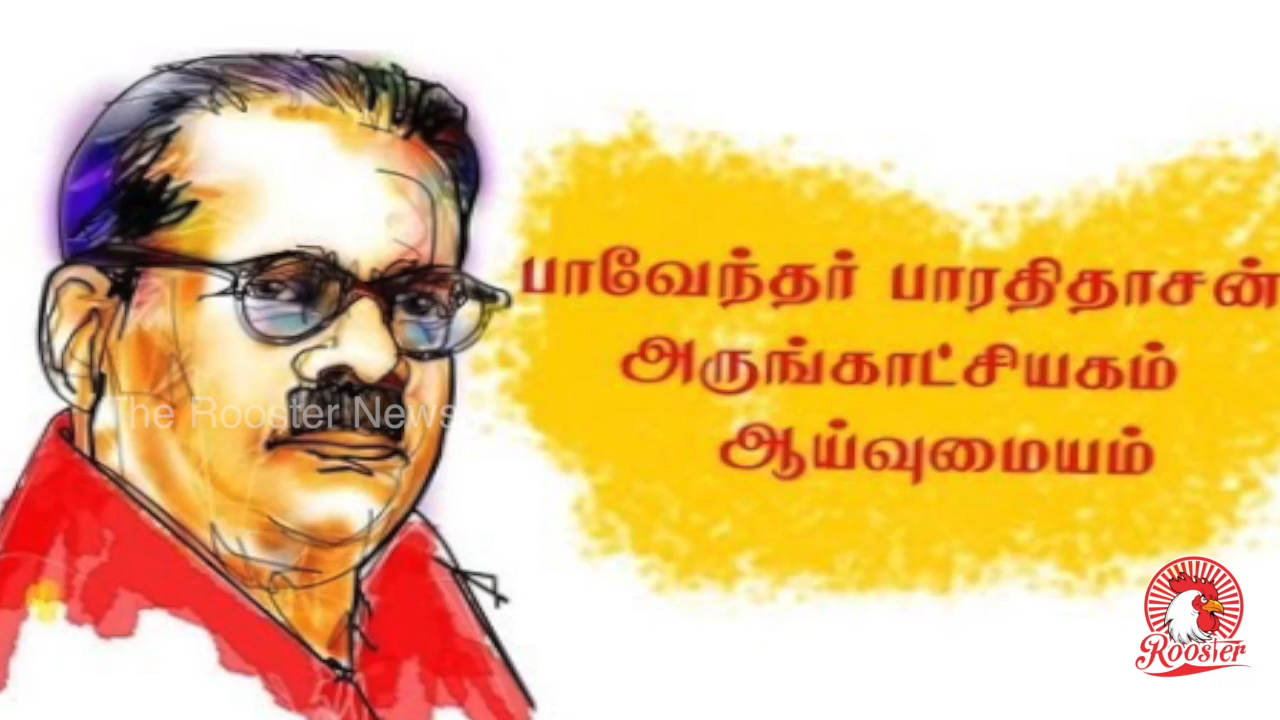 பாவேந்தர் பாரதிதாசன்
அருங்காட்சியகம்
ஆய்வுமையம்
The Rooster News
Rooster